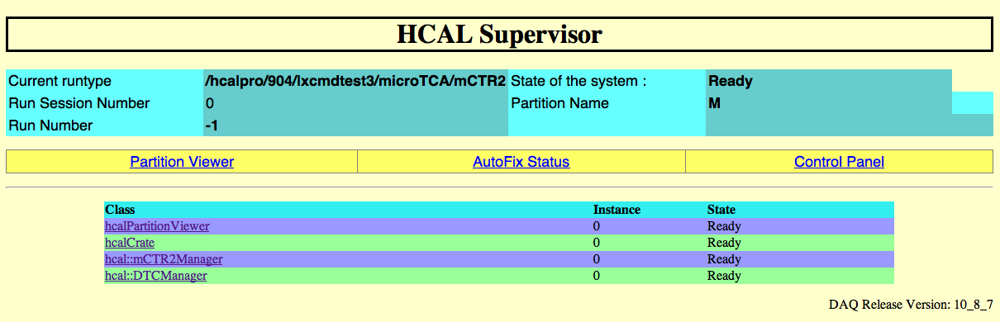 HCAL Supervisor
Current runtype /hcalpro/904/lxcmdtest3/microTCA/mCTR2 State of the system : Ready
Run Session Number 0 Partition Name M
Run Number -1
Partition Viewer AutoFix Status Control Panel
Class Instance State
hcalPartitionViewer 0 Ready
hcalCrate 0 Ready
hcal::mCTR2Manager 0 Ready
hcal::DTCManager 0 Ready
DAQ Release Version: 10_8_7